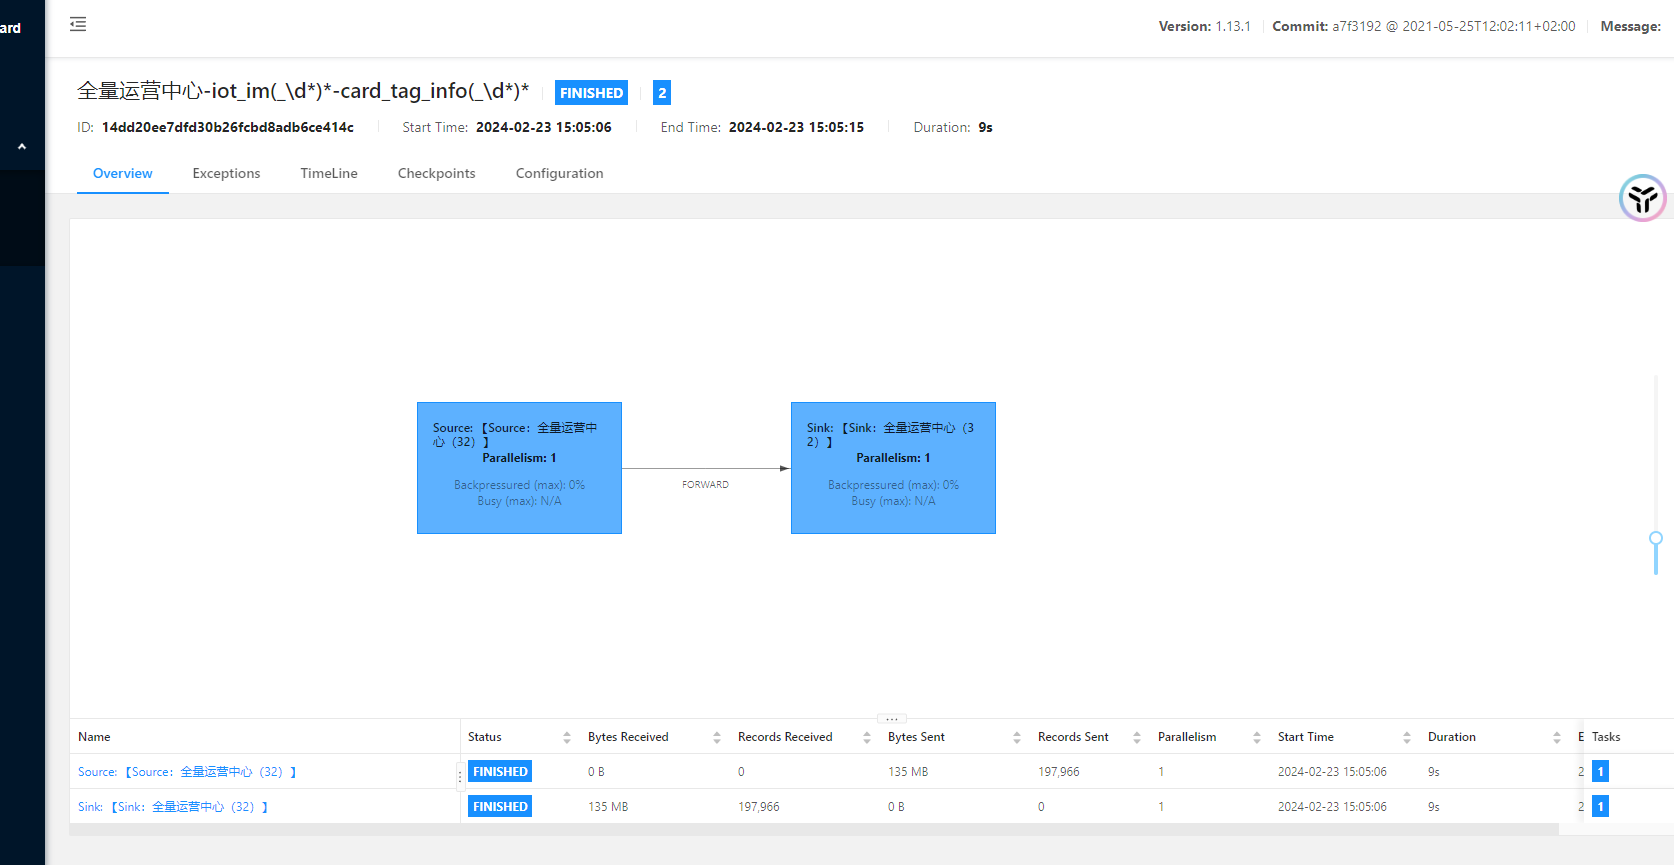 ard
Version: 1.13.1 Commit: a7f3192 @ 2021-05-25T12:02:11+02:00 Message:
全量运营中心-iot_im(_\d*)*-card_tag_info(_\d*)* FINISHED 2
ID: 14dd20ee7dfd30b26fcbd8adb6ce414c Start Time: 2024-02-23 15:05:06 End Time: 2024-02-23 15:05:15 Duration: 9s
Overview Exceptions TimeLine Checkpoints Configuration
Source: 【Source：全量运营中
心（32）】
Parallelism: 1
Backpressured (max): 0%
Busy (max): N/A
FORWARD
Sink: 【Sink：全量运营中心（3
2）】
Parallelism: 1
Backpressured (max): 0%
Busy (max): N/A
Name Status Bytes Received Records Received Bytes Sent Records Sent Parallelism Start Time Duration E Tasks
Source: 【Source：全量运营中心（32）】 FINISHED 0 B 0 135 MB 197,966 1 2024-02-23 15:05:06 9s 2 1
Sink: 【Sink：全量运营中心（32）】 FINISHED 135 MB 197,966 0 B 0 1 2024-02-23 15:05:06 9s 2 1